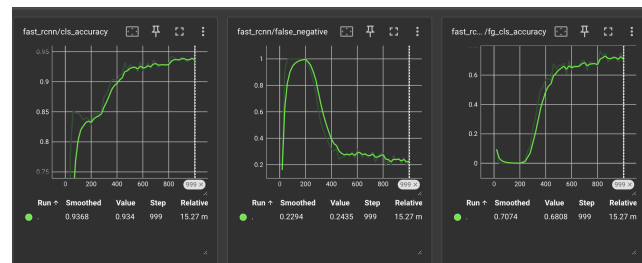 fast_rcnn/cls_accuracy
0.95
0.9
0.85
0.8
0.75
0 200 400 600 800
999 ×
Run ↑ Smoothed Value Step Relative
. 0.9368 0.934 999 15.27 m
fast_rcnn/false_negative
1
0.8
0.6
0.4
0.2
0 200 400 600 800
999 ×
Run ↑ Smoothed Value Step Relative
. 0.2294 0.2435 999 15.27 m
fast_rc... /fg_cls_accuracy
0.6
0.4
0.2
0
0 200 400 600 800
999 ×
Run ↑ Smoothed Value Step Relative
. 0.7074 0.6808 999 15.27 m